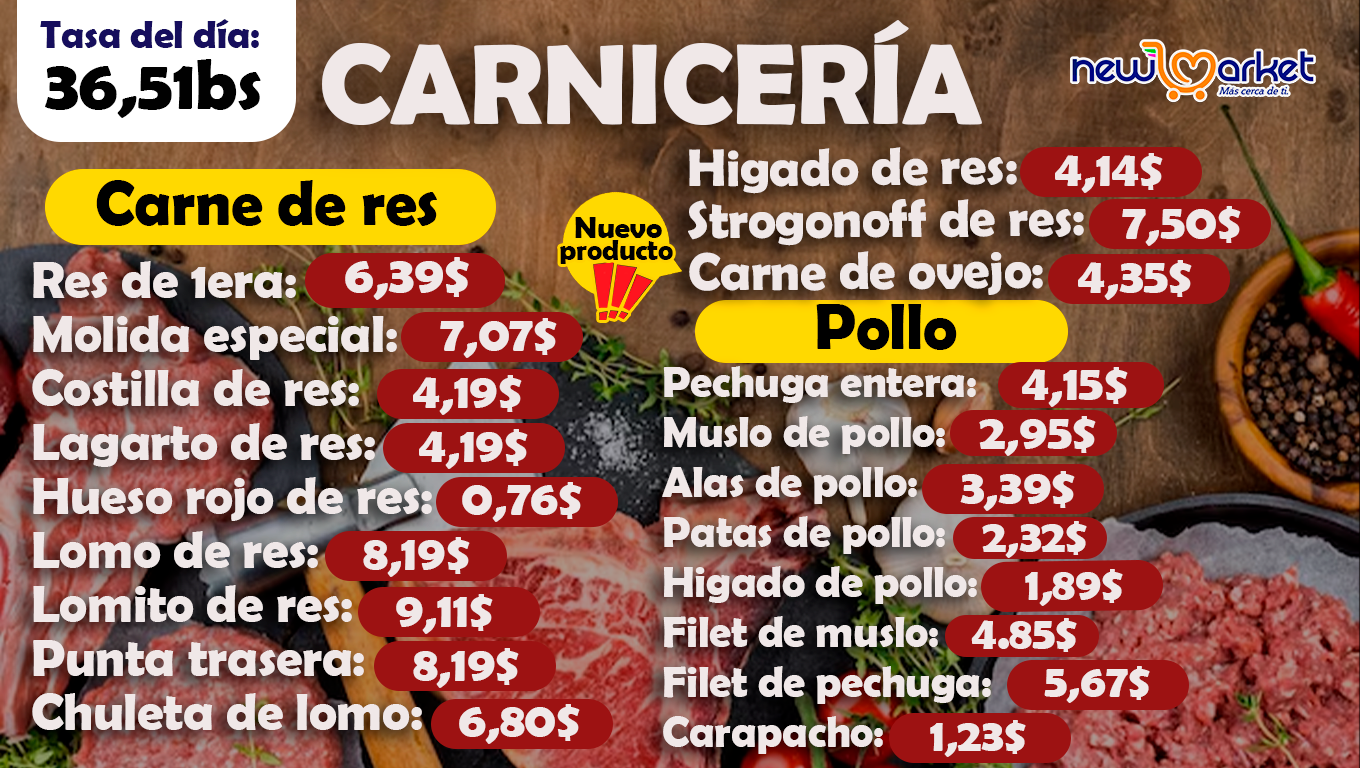 Tasa del día:
36,51bs
CARNICERÍA
new market
Más cerca de ti.
Carne de res
Res de 1era: 6,39$
Molida especial: 7,07$
Costilla de res: 4,19$
Lagarto de res: 4,19$
Hueso rojo de res: 0,76$
Lomo de res: 8,19$
Lomito de res: 9,11$
Punta trasera: 8,19$
Chuleta de lomo: 6,80$
Nuevo
producto
Higado de res: 4,14$
Strogonoff de res: 7,50$
Carne de ovejo: 4,35$
Pollo
Pechuga entera: 4,15$
Muslo de pollo: 2,95$
Alas de pollo: 3,39$
Patas de pollo: 2,32$
Higado de pollo: 1,89$
Filet de muslo: 4.85$
Filet de pechuga: 5,67$
Carapacho: 1,23$